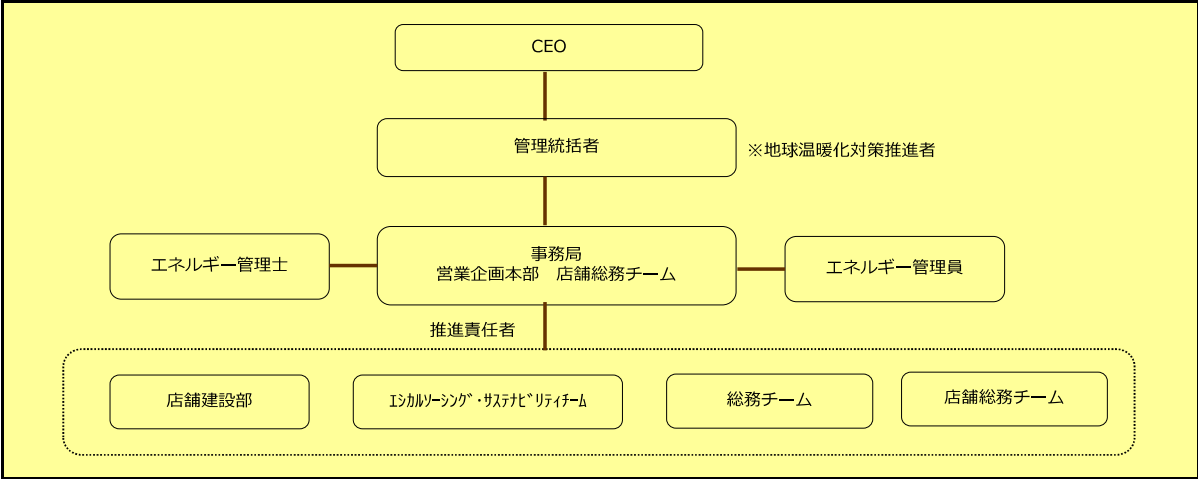 CEO
管理統括者
※地球温暖化対策推進者
事務局
エネルギー管理士
営業企画本部　店舗総務チーム
エネルギー管理員
推進責任者
店舗建設部
ｴｼｶﾙｿｰｼﾝｸﾞ・ｻｽﾃﾅﾋﾞﾘﾃｨﾁｰﾑ
総務チーム
店舗総務チーム